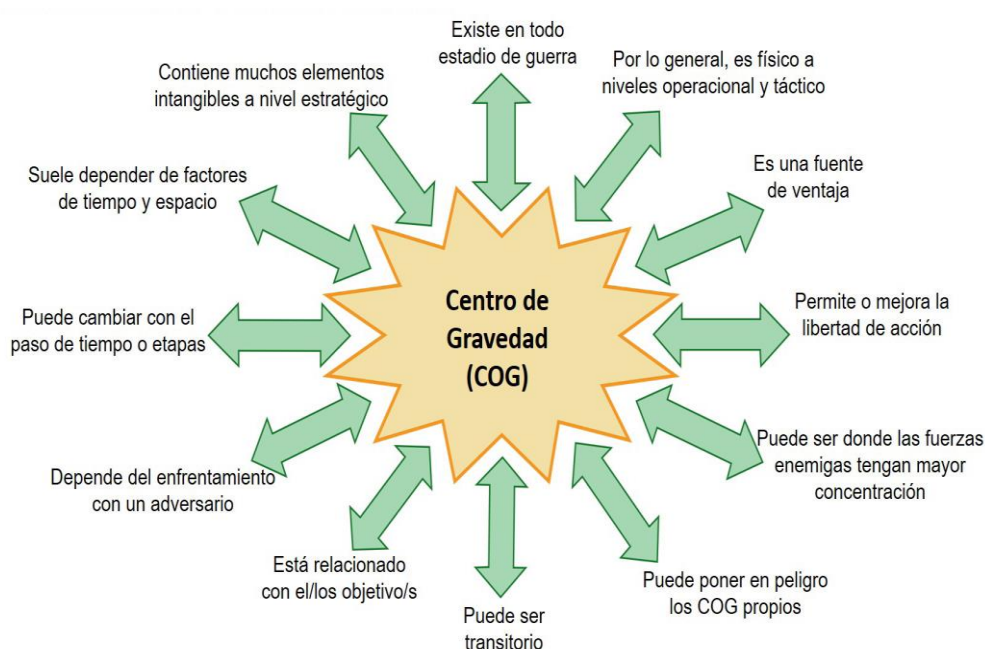 Existe en todo
estadio de guerra
Por lo general, es físico a
niveles operacional y táctico
Es una fuente
de ventaja
Permite o mejora la
libertad de acción
Puede ser donde las fuerzas
enemigas tengan mayor
concentración
Puede poner en peligro
los COG propios
Puede ser
transitorio
Está relacionado
con el/los objetivo/s
Depende del enfrentamiento
con un adversario
Puede cambiar con el
paso de tiempo o etapas
Suele depender de factores
de tiempo y espacio
Contiene muchos elementos
intangibles a nivel estratégico
Centro de
Gravedad
(COG)